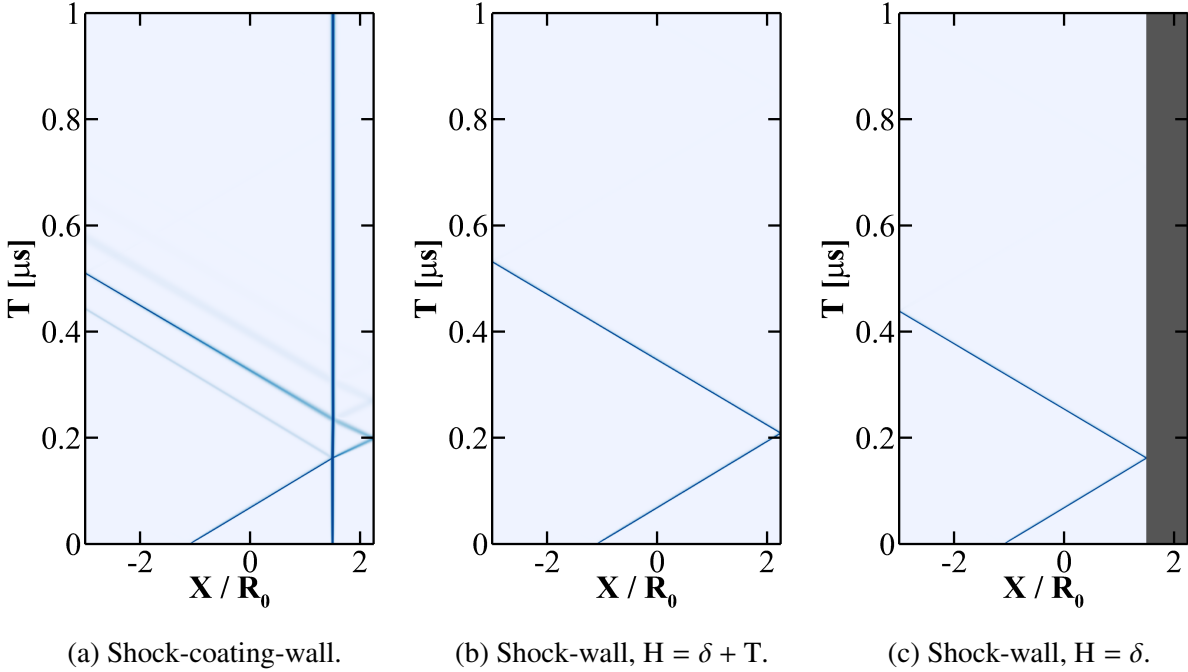 1
0.8
0.6
0.4
0.2
0
T [μs]
-2 0 2
X / R₀
(a) Shock-coating-wall.
1
0.8
0.6
0.4
0.2
0
T [μs]
-2 0 2
X / R₀
(b) Shock-wall, H = δ + T.
1
0.8
0.6
0.4
0.2
0
T [μs]
-2 0 2
X / R₀
(c) Shock-wall, H = δ.